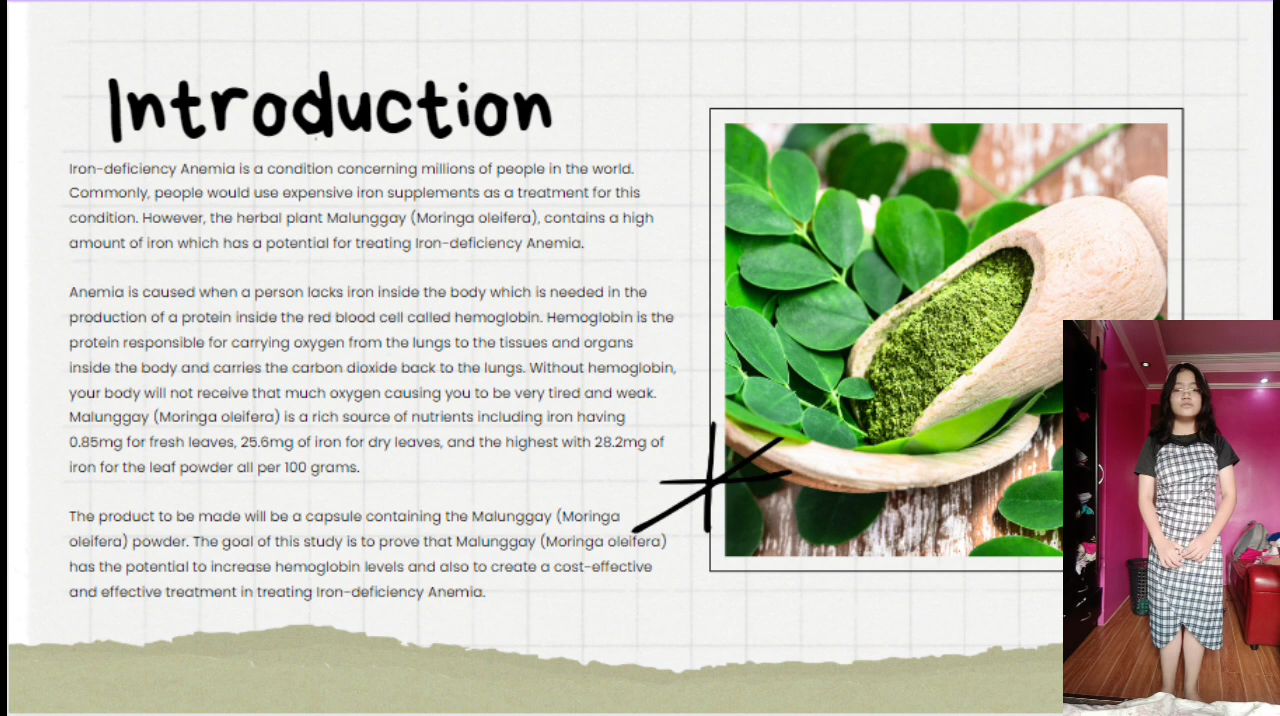 Introduction
Iron-deficiency Anemia is a condition concerning millions of people in the world.
Commonly, people would use expensive iron supplements as a treatment for this
condition. However, the herbal plant Malunggay (Moringa oleifera), contains a high
amount of iron which has a potential for treating Iron-deficiency Anemia.
Anemia is caused when a person lacks iron inside the body which is needed in the
production of a protein inside the red blood cell called hemoglobin. Hemoglobin is the
protein responsible for carrying oxygen from the lungs to the tissues and organs
inside the body and carries the carbon dioxide back to the lungs. Without hemoglobin,
your body will not receive that much oxygen causing you to be very tired and weak.
Malunggay (Moringa oleifera) is a rich source of nutrients including iron having
0.85mg for fresh leaves, 25.6mg of iron for dry leaves, and the highest with 28.2mg of
iron for the leaf powder all per 100 grams.
The product to be made will be a capsule containing the Malunggay (Moringa
oleifera) powder. The goal of this study is to prove that Malunggay (Moringa oleifera)
has the potential to increase hemoglobin levels and also to create a cost-effective
and effective treatment in treating Iron-deficiency Anemia.